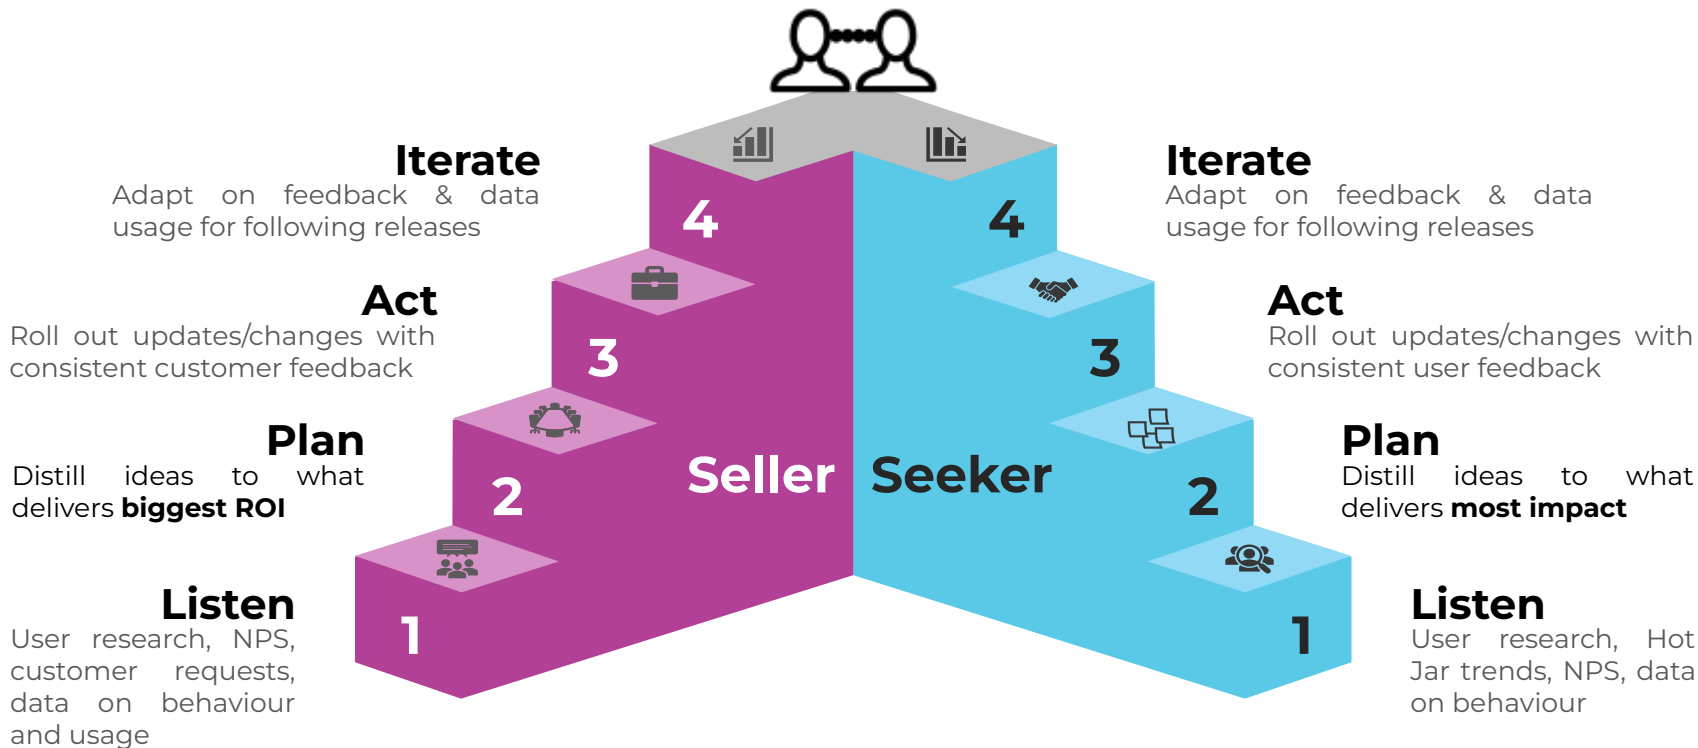 Iterate
Adapt on feedback & data
usage for following releases
Act
Roll out updates/changes with
consistent customer feedback
Plan
Distill ideas to what
delivers biggest ROI
Listen
User research, NPS,
customer requests,
data on behaviour
and usage
4
3
2
1
Seller
Seeker
4
3
2
1
Iterate
Adapt on feedback & data
usage for following releases
Act
Roll out updates/changes with
consistent user feedback
Plan
Distill ideas to what
delivers most impact
Listen
User research, Hot
Jar trends, NPS, data
on behaviour